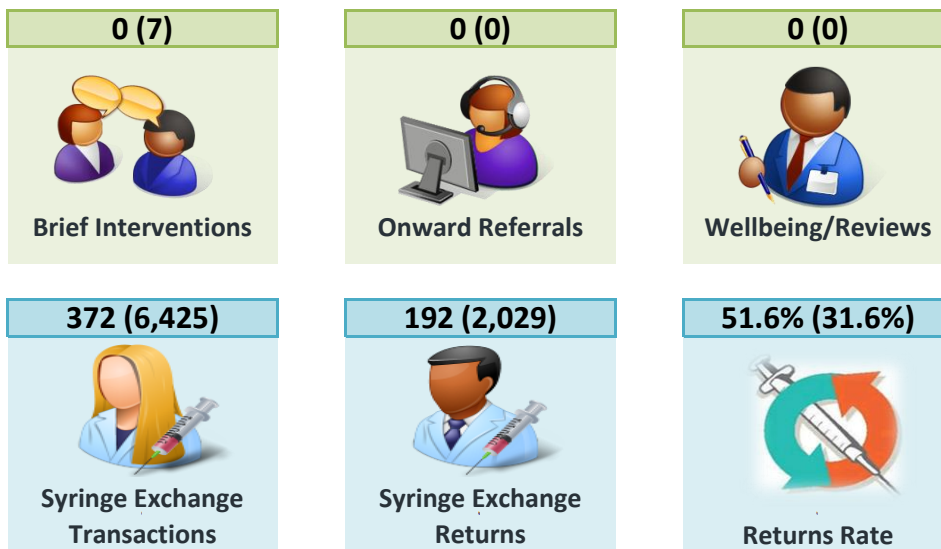 0 (7)
0 (0)
0 (0)
Brief Interventions
Onward Referrals
Wellbeing/Reviews
372 (6,425)
192 (2,029)
51.6% (31.6%)
Syringe Exchange
Transactions
Syringe Exchange
Returns
Returns Rate